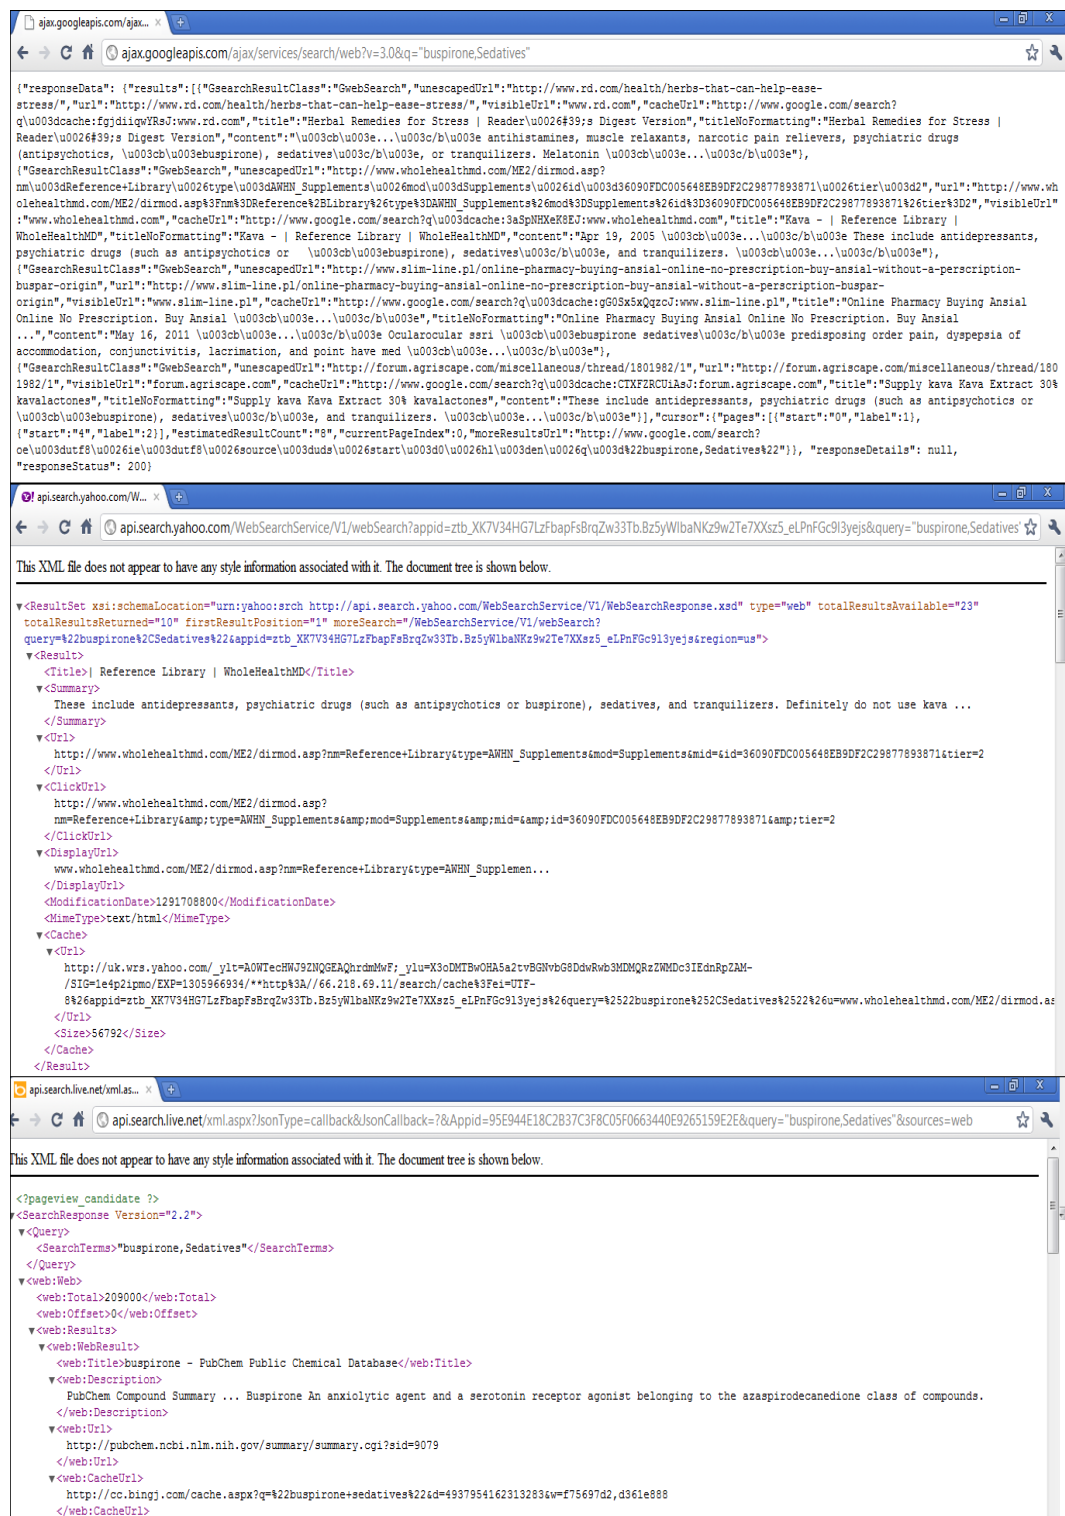 ajax.googleapis.com/ajax...
ajax.googleapis.com/ajax/services/search/web?v=3.0&q="buspirone,Sedatives"
{"responseData": {"results":[{"GsearchResultClass":"GwebSearch","unescapedUrl":"http://www.rd.com/health/herbs-that-can-help-ease-
stress/","url":"http://www.rd.com/health/herbs-that-can-help-ease-stress/","visibleUrl":"www.rd.com","cacheUrl":"http://www.google.com/search?
q\u003dcache:fgjdiiqwYRsJ:www.rd.com","title":"Herbal Remedies for Stress | Reader\u0026#39;s Digest Version","titleNoFormatting":"Herbal Remedies for Stress |
Reader\u0026#39;s Digest Version","content":"\u003cb\u003e...\u003c/b\u003e antihistamines, muscle relaxants, narcotic pain relievers, psychiatric drugs
(antipsychotics, \u003cb\u003ebuspirone), sedatives\u003c/b\u003e, or tranquilizers. Melatonin \u003cb\u003e...\u003c/b\u003e"},
{"GsearchResultClass":"GwebSearch","unescapedUrl":"http://www.wholehealthmd.com/ME2/dirmod.asp?
nm\u003dReference+Library\u0026type\u003dAWHN_Supplements\u0026mod\u003dSupplements\u0026id\u003d36090FDC005648EB9DF2C29877893871\u0026tier\u003d2","url":"http://www.wh
olehealthmd.com/ME2/dirmod.asp%3Fnm%3DReference%2BLibrary%26type%3DAWHN_Supplements%26mod%3DSupplements%26id%3D36090FDC005648EB9DF2C29877893871%26tier%3D2","visibleUrl"
:"www.wholehealthmd.com","cacheUrl":"http://www.google.com/search?q\u003dcache:3aSpNHXeK8EJ:www.wholehealthmd.com","title":"Kava - | Reference Library |
WholeHealthMD","titleNoFormatting":"Kava - | Reference Library | WholeHealthMD","content":"Apr 19, 2005 \u003cb\u003e...\u003c/b\u003e These include antidepressants,
psychiatric drugs (such as antipsychotics or \u003cb\u003ebuspirone), sedatives\u003c/b\u003e, and tranquilizers. \u003cb\u003e...\u003c/b\u003e"},
{"GsearchResultClass":"GwebSearch","unescapedUrl":"http://www.slim-line.pl/online-pharmacy-buying-ansial-online-no-prescription-buy-ansial-without-a-perscription-
buspar-origin","url":"http://www.slim-line.pl/online-pharmacy-buying-ansial-online-no-prescription-buy-ansial-without-a-perscription-buspar-
origin","visibleUrl":"www.slim-line.pl","cacheUrl":"http://www.google.com/search?q\u003dcache:gG0Sx5xQqzcJ:www.slim-line.pl","title":"Online Pharmacy Buying Ansial
Online No Prescription. Buy Ansial \u003cb\u003e...\u003c/b\u003e","titleNoFormatting":"Online Pharmacy Buying Ansial Online No Prescription. Buy Ansial
...","content":"May 16, 2011 \u003cb\u003e...\u003c/b\u003e Ocularocular ssri \u003cb\u003ebuspirone sedatives\u003c/b\u003e predisposing order pain, dyspepsia of
accommodation, conjunctivitis, lacrimation, and point have med \u003cb\u003e...\u003c/b\u003e"},
{"GsearchResultClass":"GwebSearch","unescapedUrl":"http://forum.agriscape.com/miscellaneous/thread/1801982/1","url":"http://forum.agriscape.com/miscellaneous/thread/180
1982/1","visibleUrl":"forum.agriscape.com","cacheUrl":"http://www.google.com/search?q\u003dcache:CTXFZRCUiAsJ:forum.agriscape.com","title":"Supply kava Kava Extract 30%
kavalactones","titleNoFormatting":"Supply kava Kava Extract 30% kavalactones","content":"These include antidepressants, psychiatric drugs (such as antipsychotics or
\u003cb\u003ebuspirone), sedatives\u003c/b\u003e, and tranquilizers. \u003cb\u003e...\u003c/b\u003e"}],"cursor":{"pages":[{"start":"0","label":1},
{"start":"4","label":2}],"estimatedResultCount":"8","currentPageIndex":0,"moreResultsUrl":"http://www.google.com/search?
oe\u003dutf8\u0026ie\u003dutf8\u0026source\u003duds\u0026start\u003d0\u0026hl\u003den\u0026q\u003d%22buspirone,Sedatives%22"}}, "responseDetails": null,
"responseStatus": 200}
api.search.yahoo.com/W...
api.search.yahoo.com/WebSearchService/V1/webSearch?appid=ztb_XK7V34HG7LzFbapFsBrqZw33Tb.Bz5yWlbaNKz9w2Te7XXsz5_eLPnFGc9l3yejs&query="buspirone,Sedatives"
This XML file does not appear to have any style information associated with it. The document tree is shown below.
<ResultSet xsi:schemaLocation="urn:yahoo:srch http://api.search.yahoo.com/WebSearchService/V1/WebSearchResponse.xsd" type="web" totalResultsAvailable="23"
totalResultsReturned="10" firstResultPosition="1" moreSearch="/WebSearchService/V1/webSearch?
query=%22buspirone%2CSedatives%22&appid=ztb_XK7V34HG7LzFbapFsBrqZw33Tb.Bz5yWlbaNKz9w2Te7XXsz5_eLPnFGc9l3yejs&region=us">
<Result>
<Title>| Reference Library | WholeHealthMD</Title>
<Summary>
These include antidepressants, psychiatric drugs (such as antipsychotics or buspirone), sedatives, and tranquilizers. Definitely do not use kava ...
</Summary>
<Url>
http://www.wholehealthmd.com/ME2/dirmod.asp?nm=Reference+Library&type=AWHN_Supplements&mod=Supplements&mid=&id=36090FDC005648EB9DF2C29877893871&tier=2
</Url>
<ClickUrl>
http://www.wholehealthmd.com/ME2/dirmod.asp?
nm=Reference+Library&amp;type=AWHN_Supplements&amp;mod=Supplements&amp;mid=&amp;id=36090FDC005648EB9DF2C29877893871&amp;tier=2
</ClickUrl>
<DisplayUrl>
www.wholehealthmd.com/ME2/dirmod.asp?nm=Reference+Library&type=AWHN_Supplemen...
</DisplayUrl>
<ModificationDate>1291708800</ModificationDate>
<MimeType>text/html</MimeType>
<Cache>
<Url>
http://uk.wrs.yahoo.com/_ylt=A0WTecHWJ9ZNQGEAQhrdmMwF;_ylu=X3oDMTBwOHA5a2tvBGNvbG8DdwRwb3MDMQRzZWMDc3IEdnRpZAM-
/SIG=1e4p2ipmo/EXP=1305966934/**http%3A//66.218.69.11/search/cache%3Fei=UTF-
8%26appid=ztb_XK7V34HG7LzFbapFsBrqZw33Tb.Bz5yWlbaNKz9w2Te7XXsz5_eLPnFGc9l3yejs%26query=%2522buspirone%252CSedatives%2522%26u=www.wholehealthmd.com/ME2/dirmod.as
</Url>
<Size>56792</Size>
</Cache>
</Result>
api.search.live.net/xml.as...
api.search.live.net/xml.aspx?JsonType=callback&JsonCallback=?&Appid=95E944E18C2B37C3F8C05F0663440E9265159E2E&query="buspirone,Sedatives"&sources=web
This XML file does not appear to have any style information associated with it. The document tree is shown below.
<?pageview_candidate ?>
<SearchResponse Version="2.2">
<Query>
<SearchTerms>"buspirone,Sedatives"</SearchTerms>
</Query>
<web:Web>
<web:Total>209000</web:Total>
<web:Offset>0</web:Offset>
<web:Results>
<web:WebResult>
<web:Title>buspirone - PubChem Public Chemical Database</web:Title>
<web:Description>
PubChem Compound Summary ... Buspirone An anxiolytic agent and a serotonin receptor agonist belonging to the azaspirodecanedione class of compounds.
</web:Description>
<web:Url>
http://pubchem.ncbi.nlm.nih.gov/summary/summary.cgi?sid=9079
</web:Url>
<web:CacheUrl>
http://cc.bingj.com/cache.aspx?q=%22buspirone+sedatives%22&d=4937954162313283&w=f75697d2,d361e888
</web:CacheUrl>